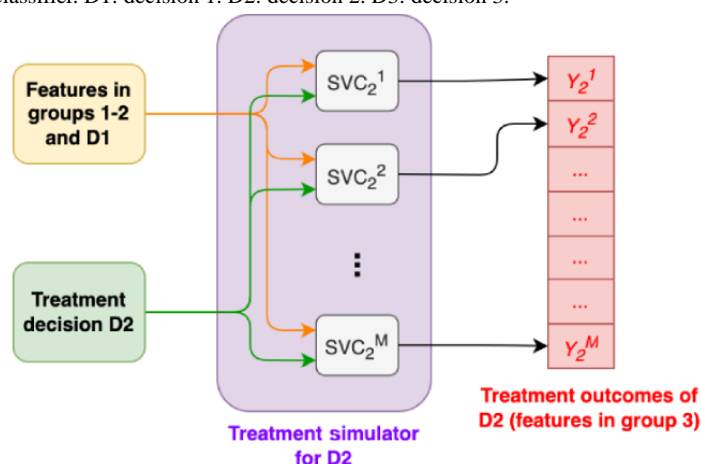 classifier. D1: decision 1. D2: decision 2. D3: decision 3.
Features in
groups 1-2
and D1
Treatment
decision D2
SVC₂¹
SVC₂²
⋮
SVC₂ᴹ
Treatment simulator
for D2
Y₂¹
Y₂²
...
...
...
...
Y₂ᴹ
Treatment outcomes of
D2 (features in group 3)